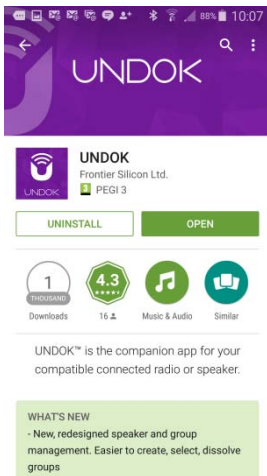 88% 10:07
UNDOK
UNDOK
UNDOK
Frontier Silicon Ltd.
3 PEGI 3
UNINSTALL
OPEN
1
THOUSAND
4.3
Downloads
16
Music & Audio
Similar
UNDOK™ is the companion app for your
compatible connected radio or speaker.
WHAT'S NEW
- New, redesigned speaker and group
management. Easier to create, select, dissolve
groups